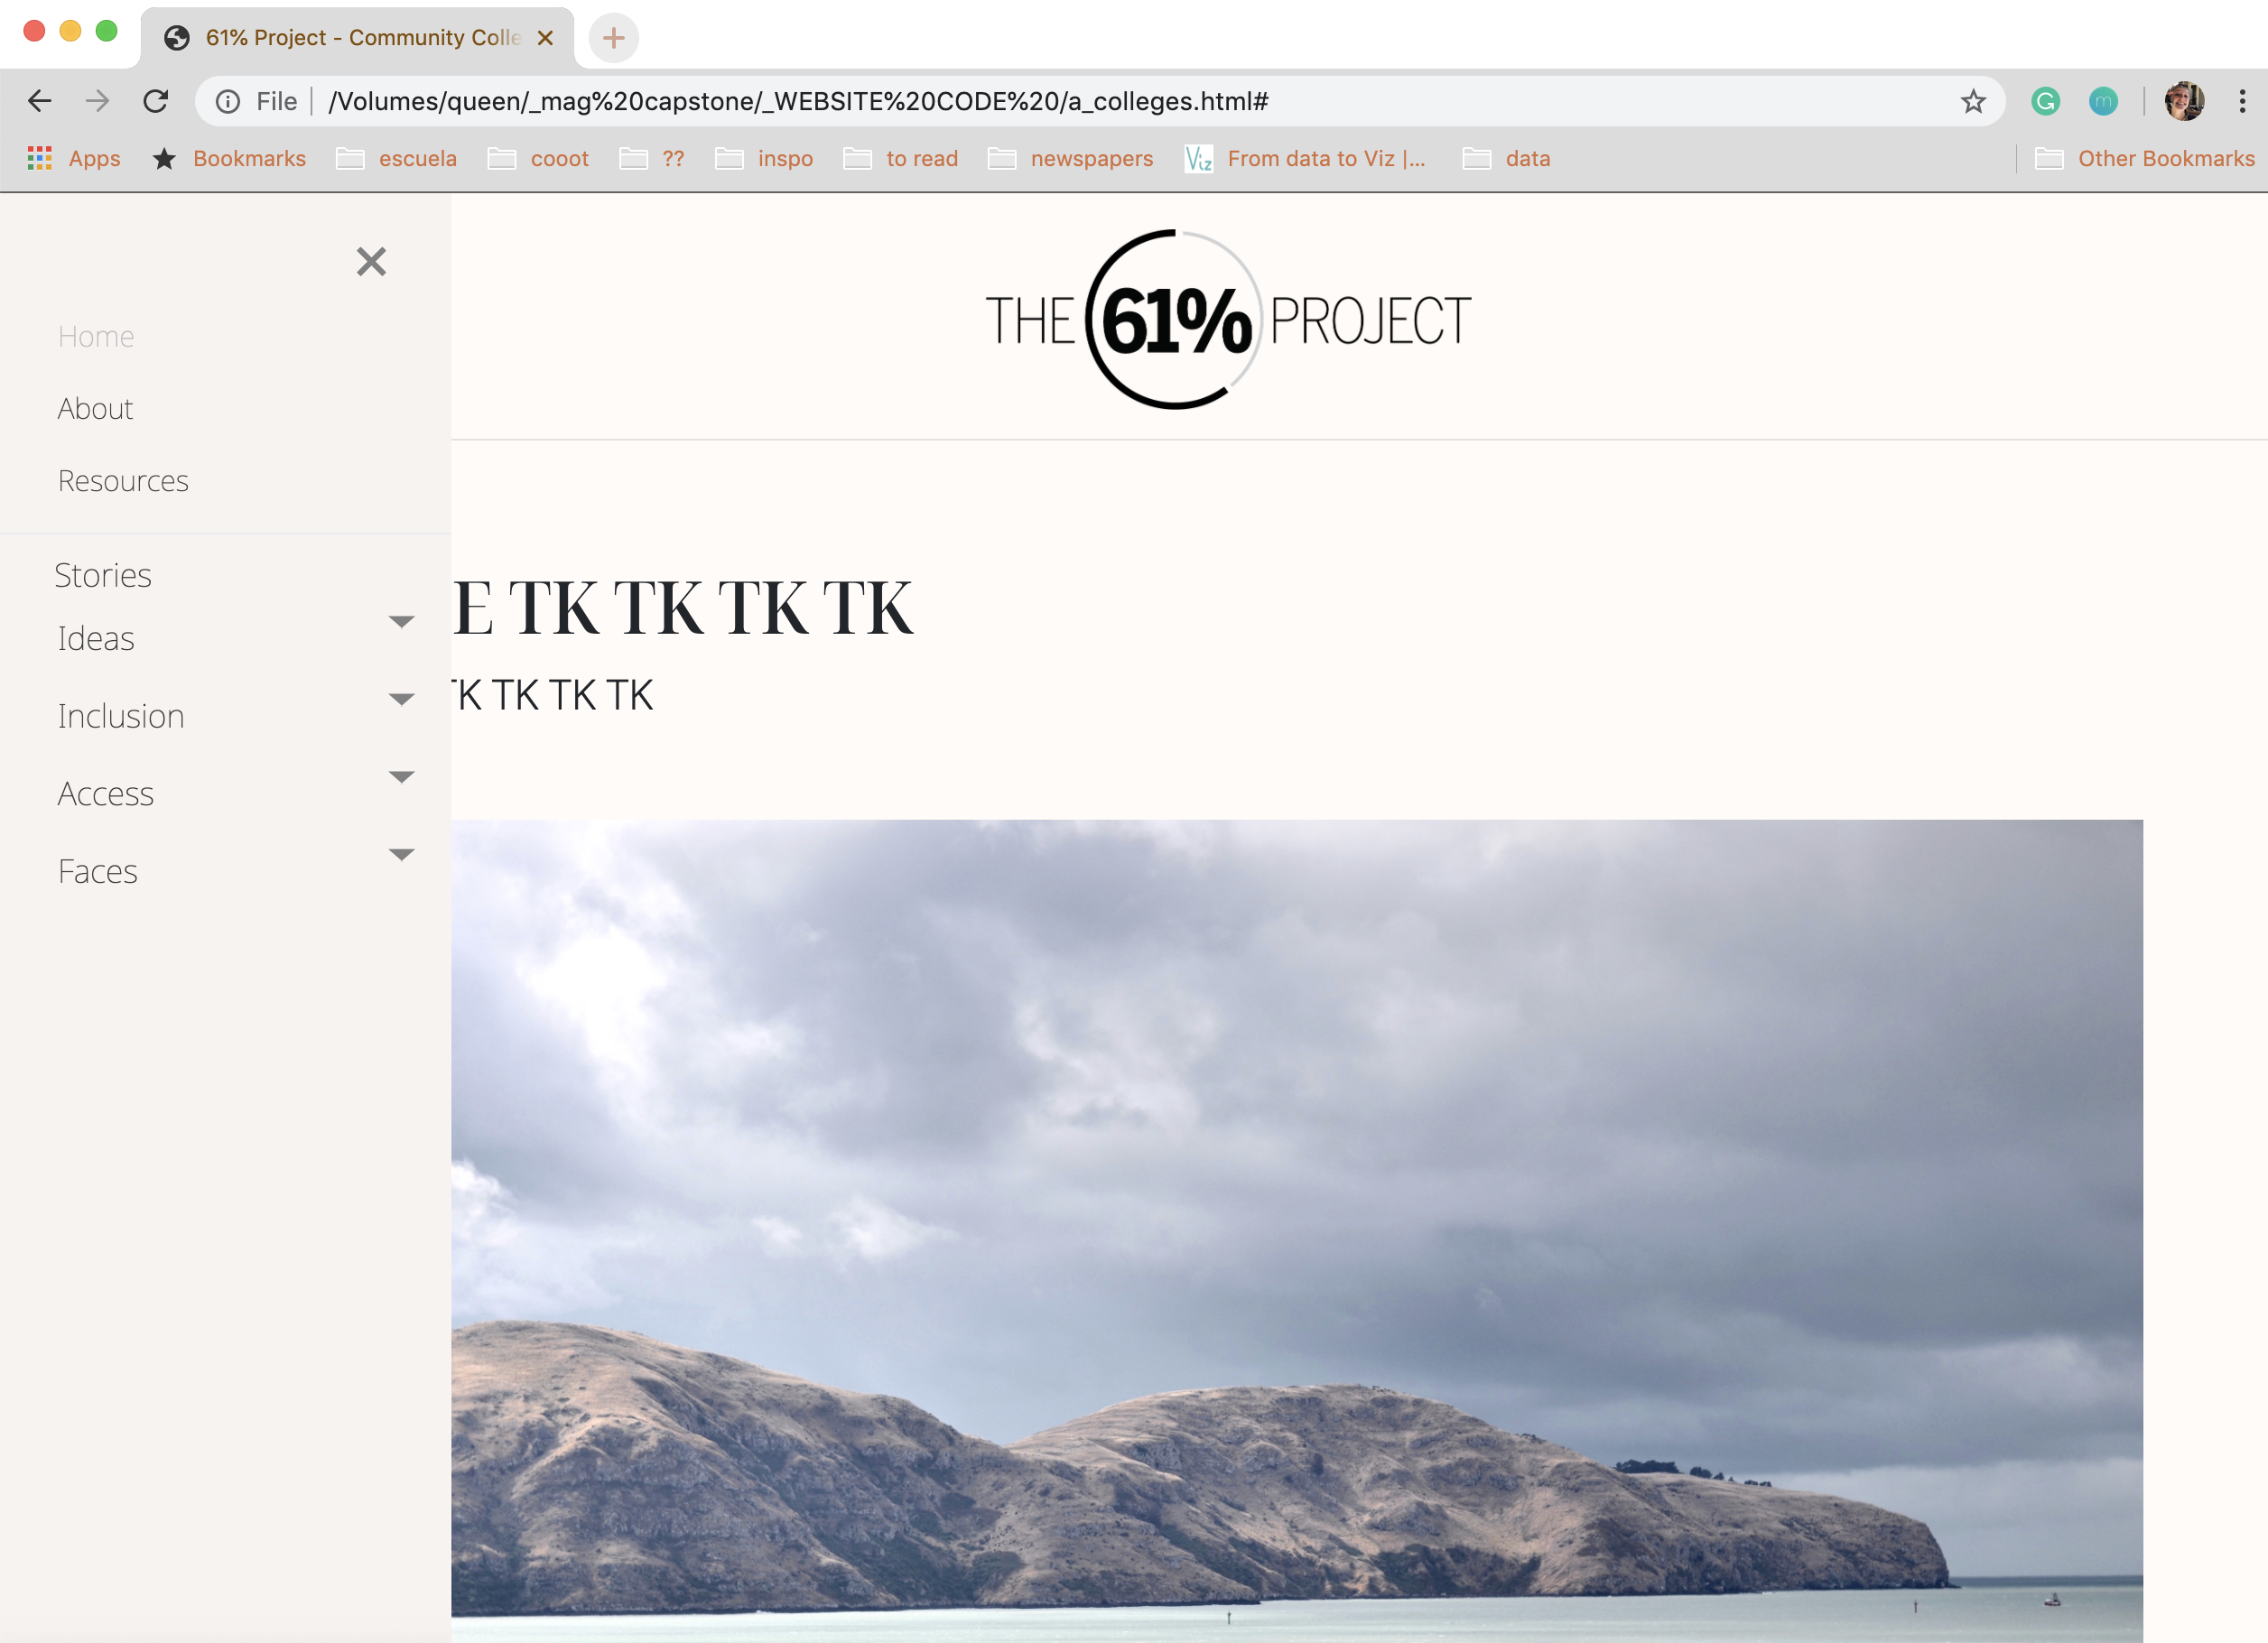 61% Project - Community Colle
File /Volumes/queen/_mag%20capstone/_WEBSITE%20CODE%20/a_colleges.html#
Apps Bookmarks escuela cooot ?? inspo to read newspapers Viz From data to Viz |... data Other Bookmarks
THE 61% PROJECT
Home
About
Resources
Stories
Ideas
Inclusion
Access
Faces
E TK TK TK TK
TK TK TK TK